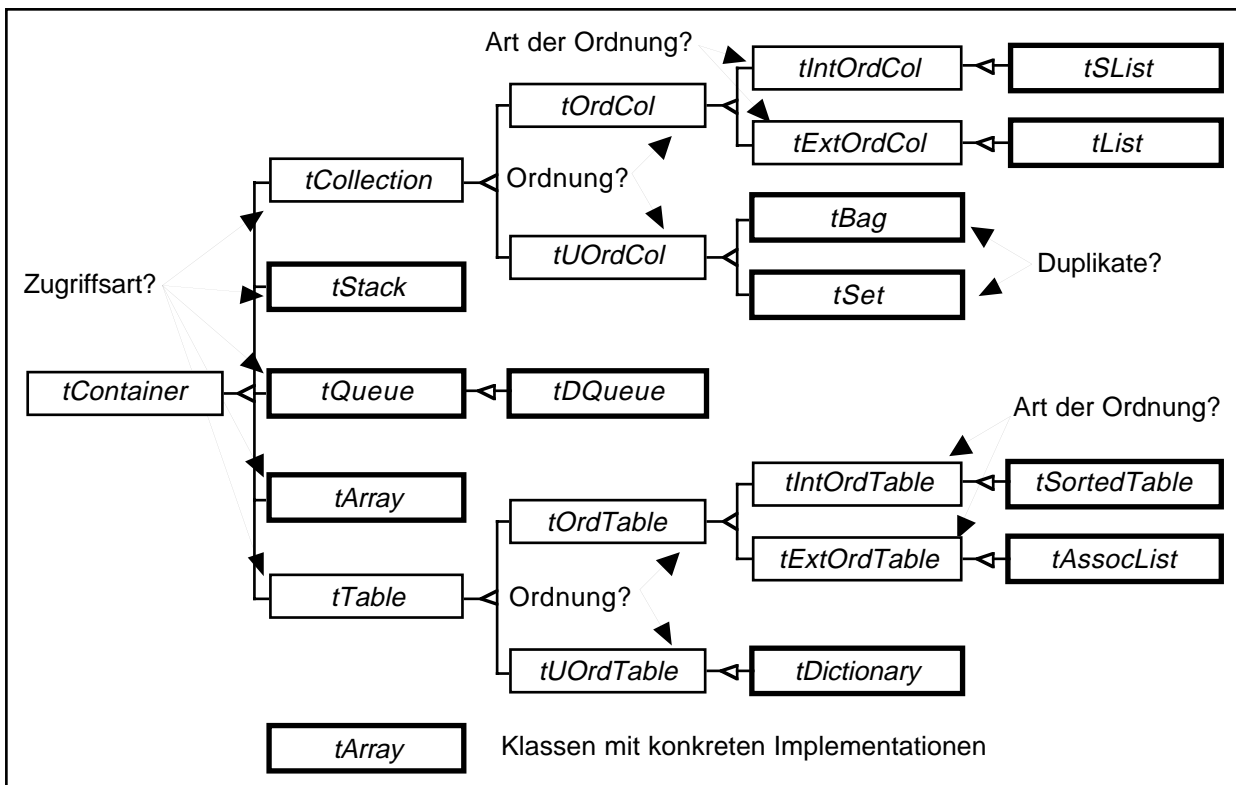 Art der Ordnung?
tIntOrdCol
tSList
tOrdCol
tExtOrdCol
tList
tCollection
Ordnung?
tBag
tUOrdCol
Duplikate?
Zugriffsart?
tStack
tSet
tContainer
tQueue
tDQueue
Art der Ordnung?
tArray
tIntOrdTable
tSortedTable
tOrdTable
tExtOrdTable
tAssocList
tTable
Ordnung?
tUOrdTable
tDictionary
tArray
Klassen mit konkreten Implementationen